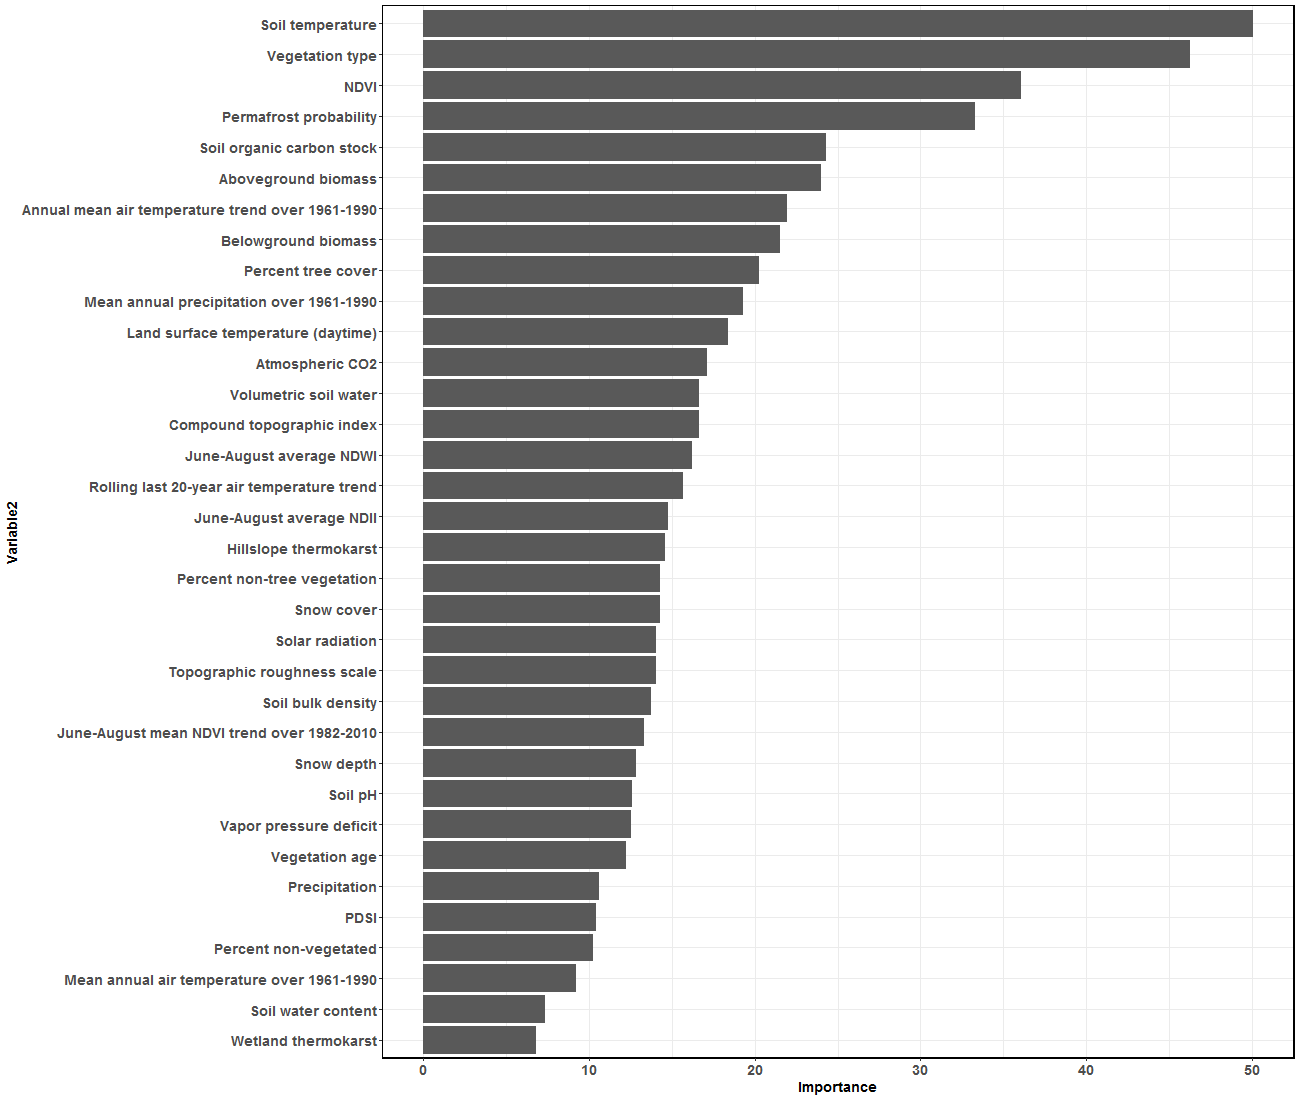 Soil temperature
Vegetation type
NDVI
Permafrost probability
Soil organic carbon stock
Aboveground biomass
Annual mean air temperature trend over 1961-1990
Belowground biomass
Percent tree cover
Mean annual precipitation over 1961-1990
Land surface temperature (daytime)
Atmospheric CO2
Volumetric soil water
Compound topographic index
June-August average NDWI
Rolling last 20-year air temperature trend
June-August average NDII
Hillslope thermokarst
Percent non-tree vegetation
Snow cover
Solar radiation
Topographic roughness scale
Soil bulk density
June-August mean NDVI trend over 1982-2010
Snow depth
Soil pH
Vapor pressure deficit
Vegetation age
Precipitation
PDSI
Percent non-vegetated
Mean annual air temperature over 1961-1990
Soil water content
Wetland thermokarst
Variable2
0 10 20 30 40 50
Importance